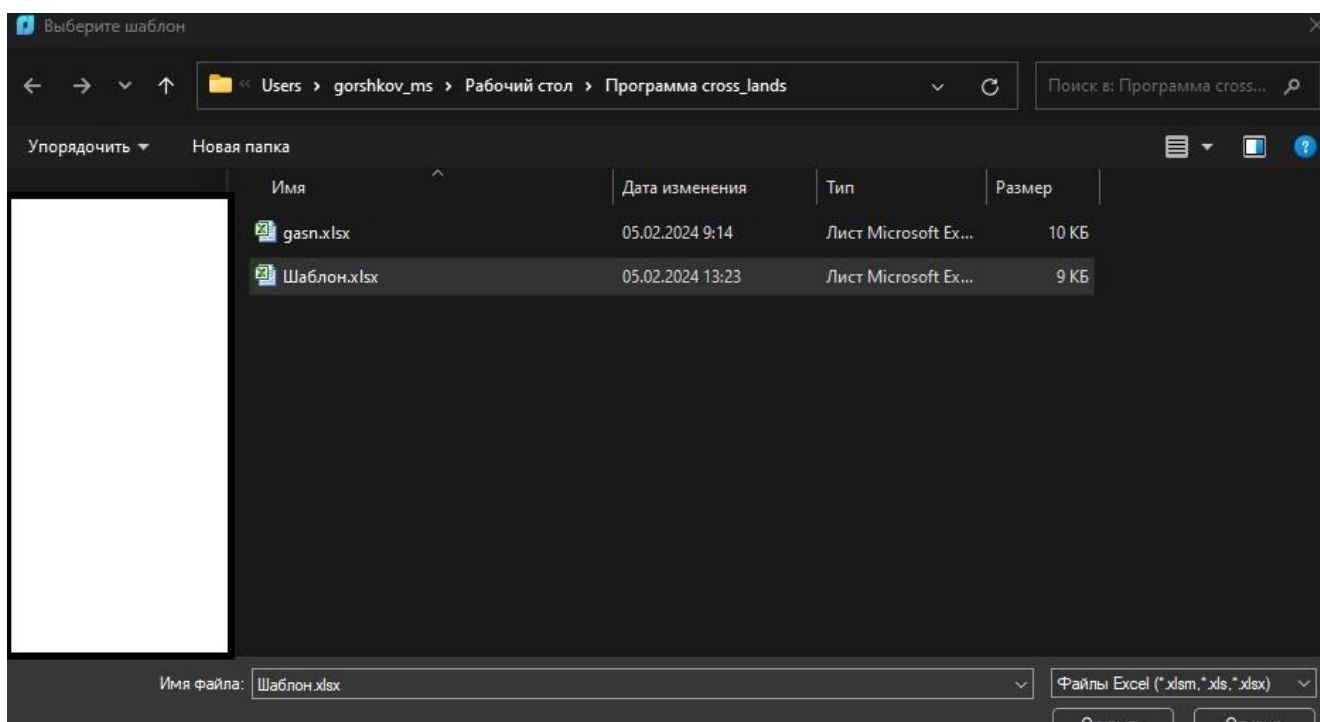 Выберите шаблон
« Users > gorshkov_ms > Рабочий стол > Программа cross_lands
Поиск в: Программа cross...
Упорядочить Новая папка
Имя Дата изменения Тип Размер
gasn.xlsx 05.02.2024 9:14 Лист Microsoft Ex... 10 КБ
Шаблон.xlsx 05.02.2024 13:23 Лист Microsoft Ex... 9 КБ
Имя файла: Шаблон.xlsx Файлы Excel (*.xlsm,*.xls,*.xlsx)